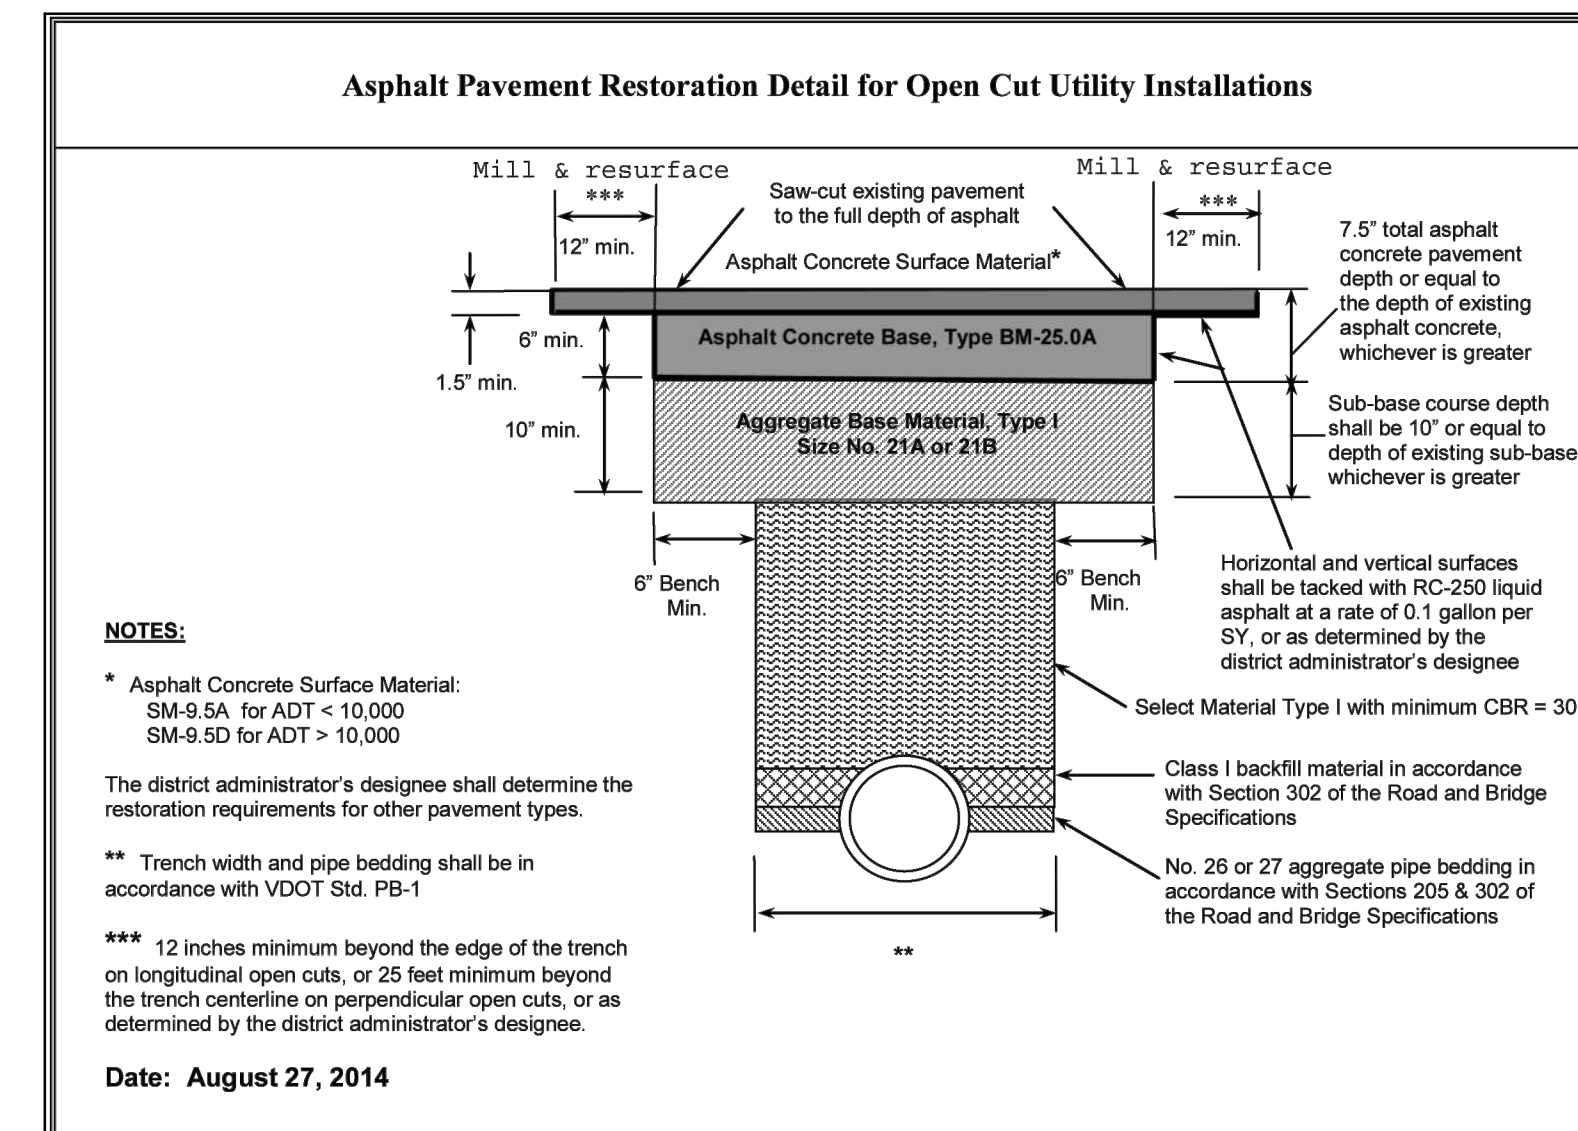 Asphalt Pavement Restoration Detail for Open Cut Utility Installations
Mill & resurface
Mill & resurface
***
***
12” min.
12” min.
Saw-cut existing pavement
to the full depth of asphalt
Asphalt Concrete Surface Material*
7.5” total asphalt
concrete pavement
depth or equal to
the depth of existing
asphalt concrete,
whichever is greater
6” min.
1.5” min.
Asphalt Concrete Base, Type BM-25.0A
10” min.
Aggregate Base Material, Type I
Size No. 21A or 21B
Sub-base course depth
shall be 10” or equal to
depth of existing sub-base
whichever is greater
6” Bench
Min.
6” Bench
Min.
Horizontal and vertical surfaces
shall be tacked with RC-250 liquid
asphalt at a rate of 0.1 gallon per
SY, or as determined by the
district administrator’s designee
Select Material Type I with minimum CBR = 30
Class I backfill material in accordance
with Section 302 of the Road and Bridge
Specifications
No. 26 or 27 aggregate pipe bedding in
accordance with Sections 205 & 302 of
the Road and Bridge Specifications
**
NOTES:
* Asphalt Concrete Surface Material:
SM-9.5A for ADT < 10,000
SM-9.5D for ADT > 10,000
The district administrator’s designee shall determine the
restoration requirements for other pavement types.
** Trench width and pipe bedding shall be in
accordance with VDOT Std. PB-1
*** 12 inches minimum beyond the edge of the trench
on longitudinal open cuts, or 25 feet minimum beyond
the trench centerline on perpendicular open cuts, or as
determined by the district administrator’s designee.
Date: August 27, 2014